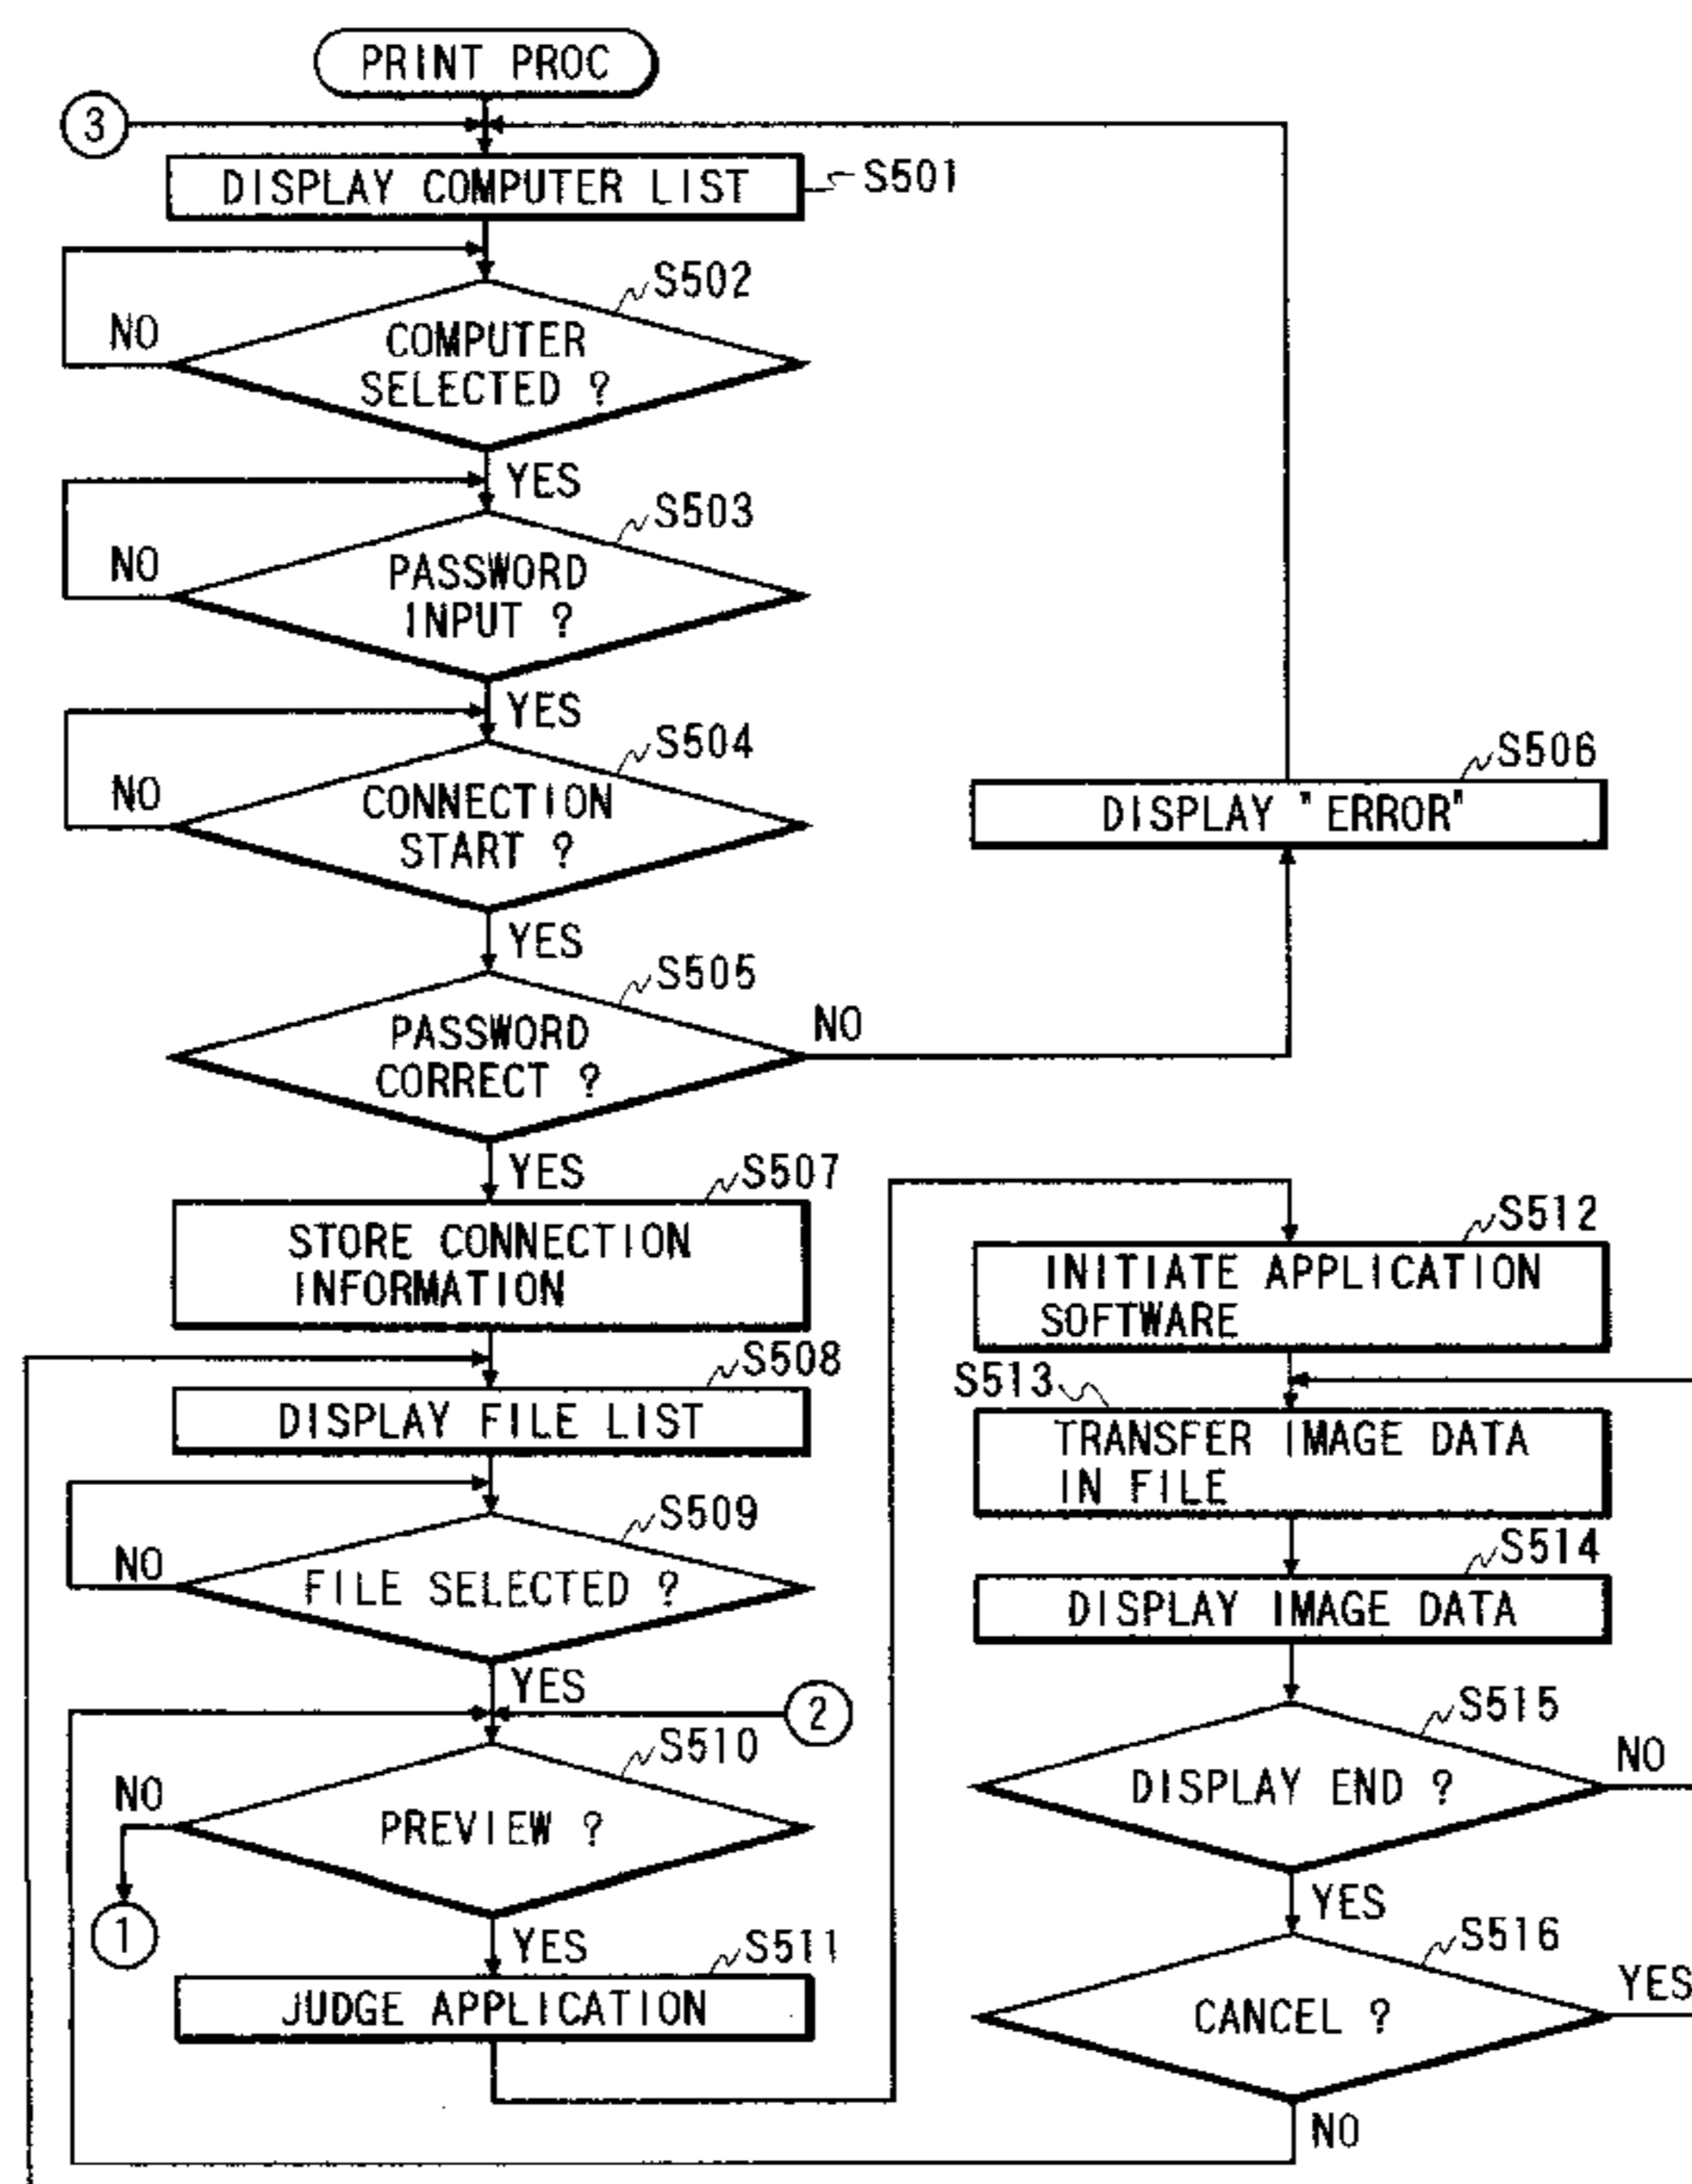 PRINT PROC
3
DISPLAY COMPUTER LIST
S501
S502
NO
COMPUTER
SELECTED ?
YES
S503
NO
PASSWORD
INPUT ?
YES
S504
NO
CONNECTION
START ?
S506
DISPLAY "ERROR"
YES
S505
PASSWORD
CORRECT ?
NO
YES
S507
STORE CONNECTION
INFORMATION
S508
DISPLAY FILE LIST
S509
NO
FILE SELECTED ?
YES
2
S510
NO
PREVIEW ?
1
YES
S511
JUDGE APPLICATION
S512
INITIATE APPLICATION
SOFTWARE
S513
TRANSFER IMAGE DATA
IN FILE
S514
DISPLAY IMAGE DATA
S515
NO
DISPLAY END ?
YES
S516
YES
CANCEL ?
NO